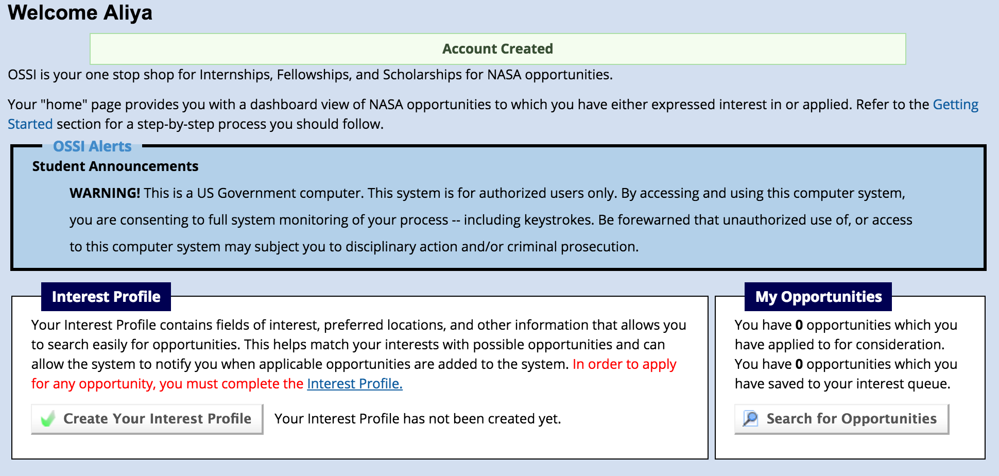 Welcome Aliya
Account Created
OSSI is your one stop shop for Internships, Fellowships, and Scholarships for NASA opportunities.
Your "home" page provides you with a dashboard view of NASA opportunities to which you have either expressed interest in or applied. Refer to the Getting
Started section for a step-by-step process you should follow.
OSSI Alerts
Student Announcements
WARNING! This is a US Government computer. This system is for authorized users only. By accessing and using this computer system,
you are consenting to full system monitoring of your process -- including keystrokes. Be forewarned that unauthorized use of, or access
to this computer system may subject you to disciplinary action and/or criminal prosecution.
Interest Profile
Your Interest Profile contains fields of interest, preferred locations, and other information that allows you
to search easily for opportunities. This helps match your interests with possible opportunities and can
allow the system to notify you when applicable opportunities are added to the system. In order to apply
for any opportunity, you must complete the Interest Profile.
Create Your Interest Profile Your Interest Profile has not been created yet.
My Opportunities
You have 0 opportunities which you
have applied to for consideration.
You have 0 opportunities which you
have saved to your interest queue.
Search for Opportunities